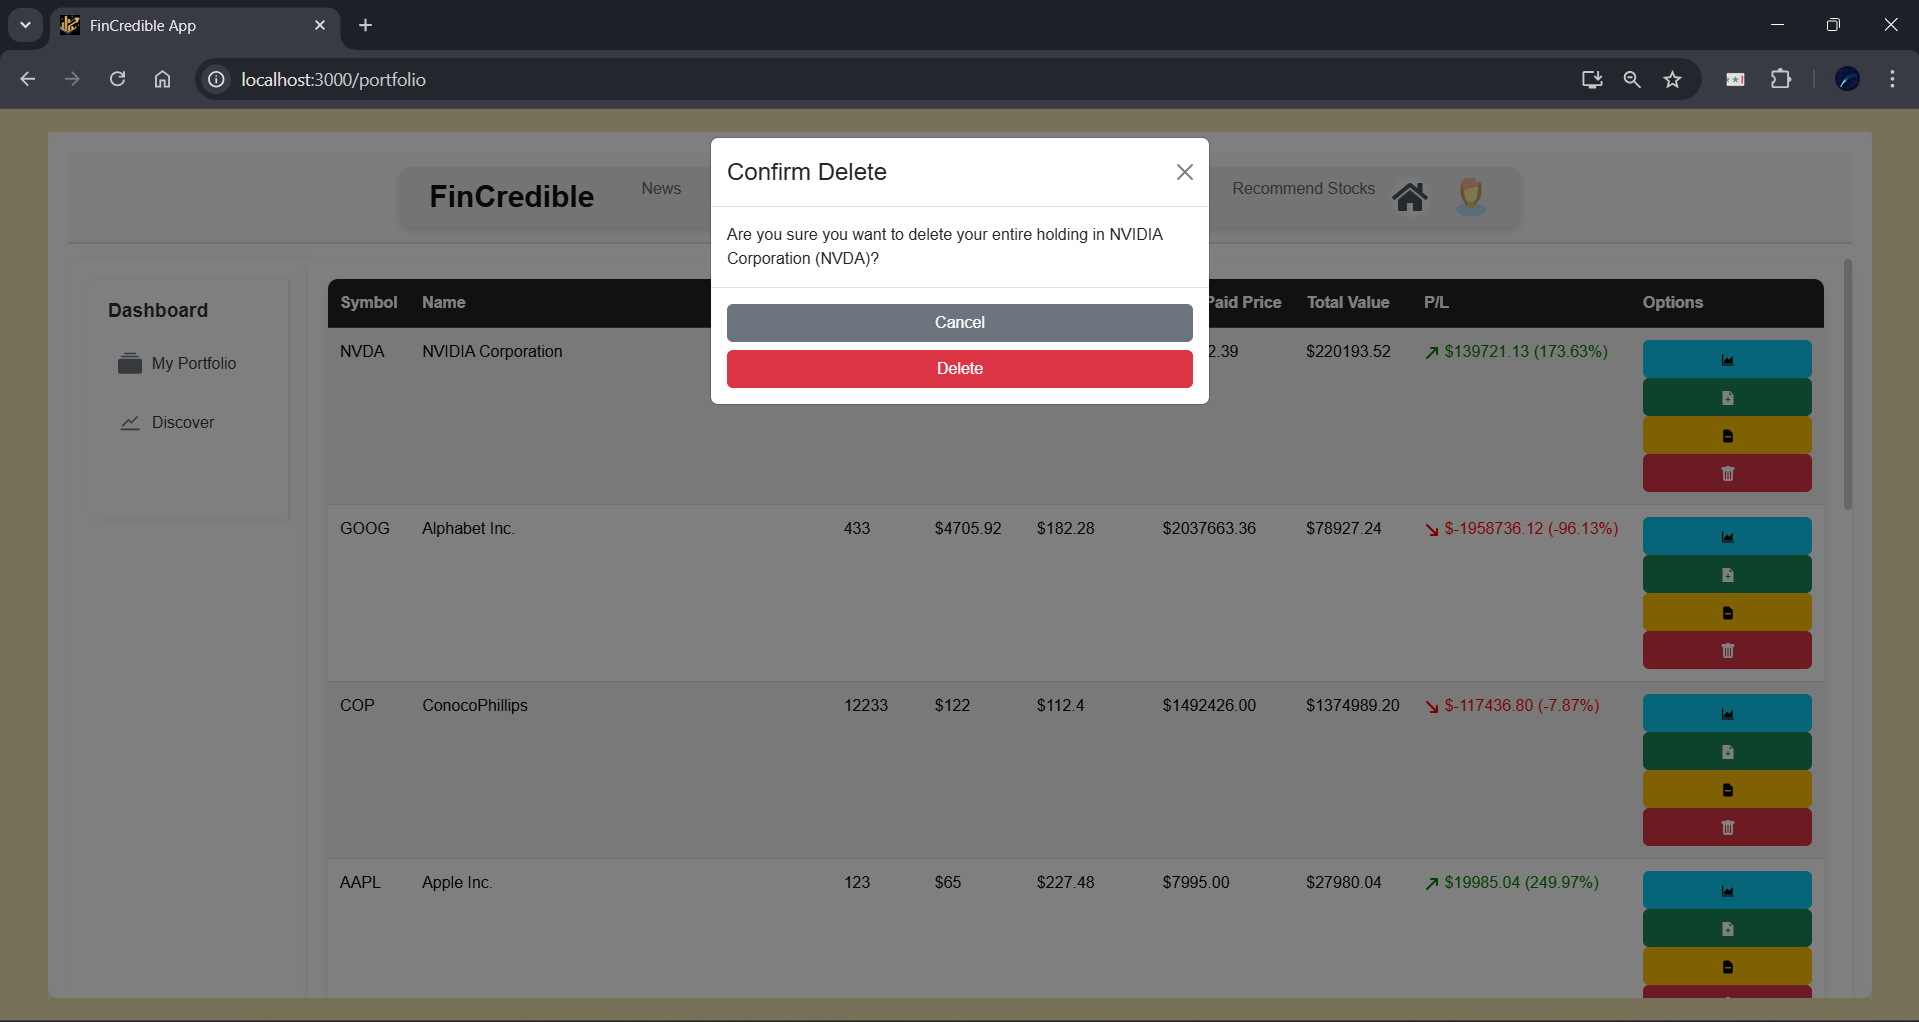 FinCredible App
localhost:3000/portfolio
FinCredible
News
Recommend Stocks
Confirm Delete
Are you sure you want to delete your entire holding in NVIDIA
Corporation (NVDA)?
Cancel
Delete
Dashboard
My Portfolio
Discover
Symbol Name Paid Price Total Value P/L Options
NVDA NVIDIA Corporation 2.39 $220193.52 $139721.13 (173.63%)
GOOG Alphabet Inc. 433 $4705.92 $182.28 $2037663.36 $78927.24 $-1958736.12 (-96.13%)
COP ConocoPhillips 12233 $122 $112.4 $1492426.00 $1374989.20 $-117436.80 (-7.87%)
AAPL Apple Inc. 123 $65 $227.48 $7995.00 $27980.04 $19985.04 (249.97%)